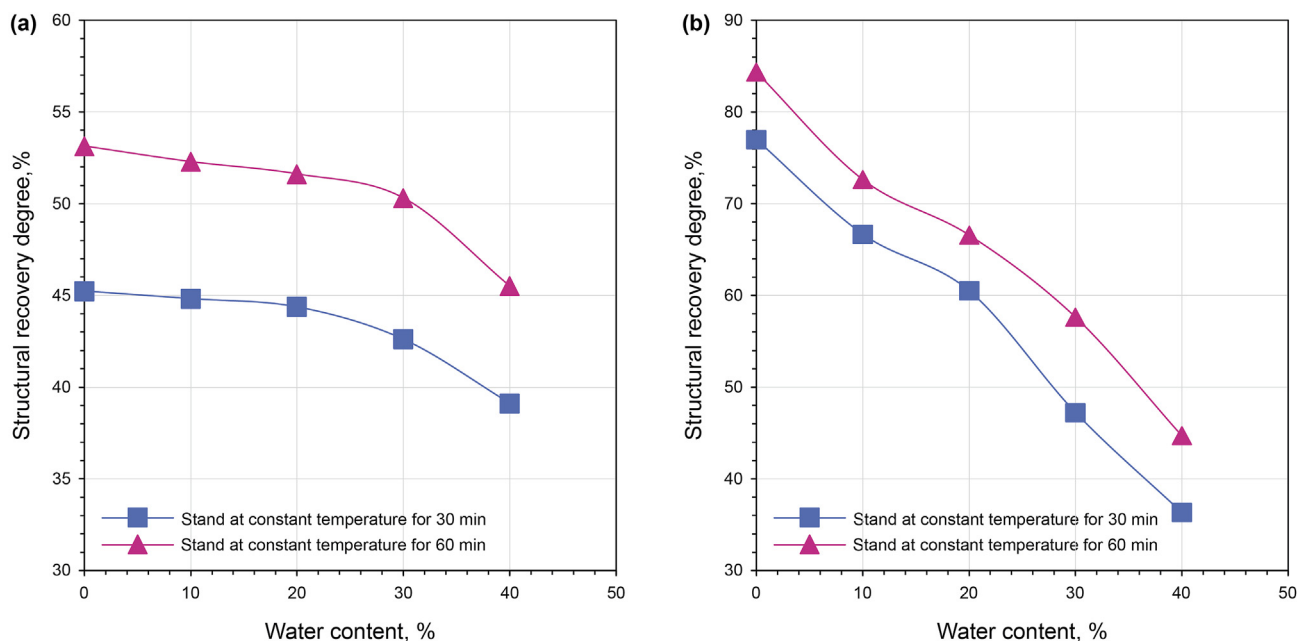 (a)
60
55
50
45
40
35
30
Structural recovery degree,%
Stand at constant temperature for 30 min
Stand at constant temperature for 60 min
0 10 20 30 40 50
Water content, %
(b)
90
80
70
60
50
40
30
Structural recovery degree,%
Stand at constant temperature for 30 min
Stand at constant temperature for 60 min
0 10 20 30 40 50
Water content, %